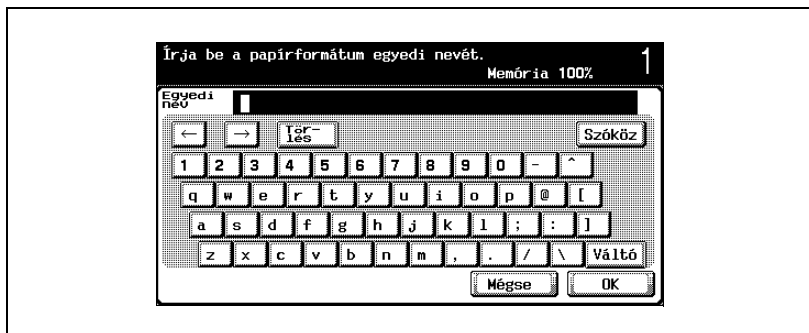 Írja be a papírformátum egyedi nevét.
Memória 100% 1
Egyedi
név
← → Tör-
lés Szóköz
1 2 3 4 5 6 7 8 9 0 - ^
q w e r t y u i o p @ [
a s d f g h j k l ; : ]
z x c v b n m , . / \ Váltó
Mégse OK